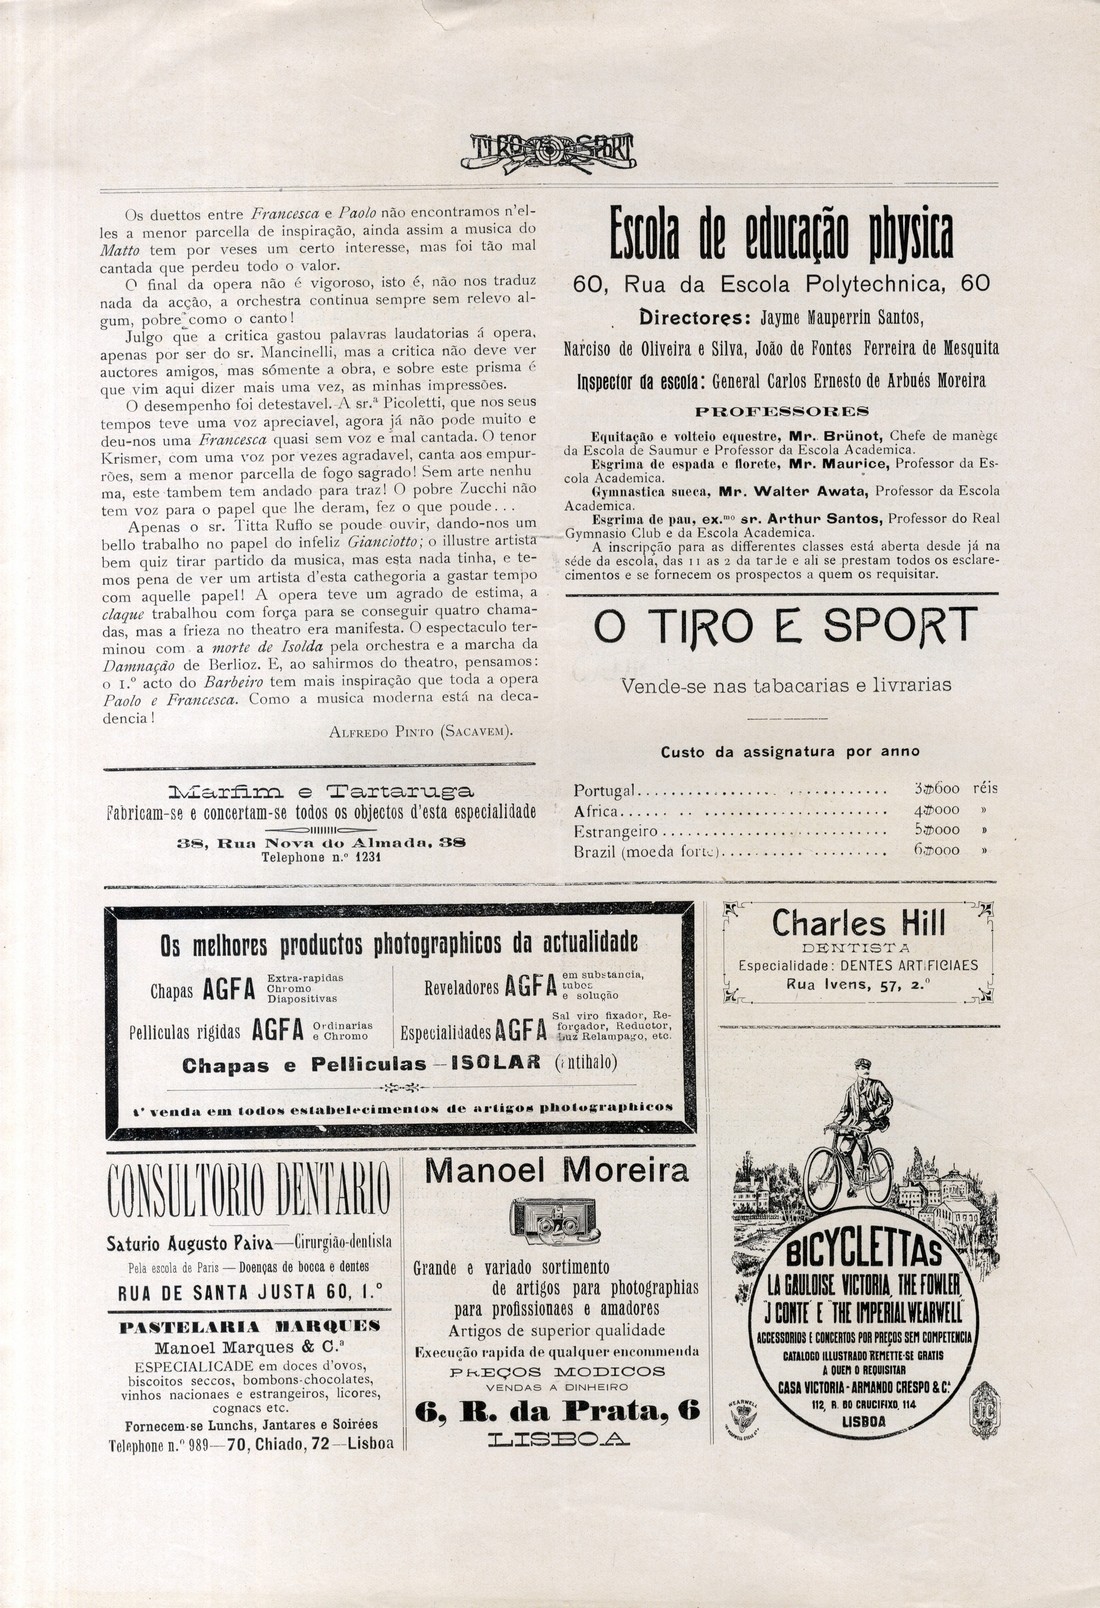 TIRO SPORT
Os duettos entre Francesca e Paolo não encontramos n'el-
les a menor parcella de inspiração, ainda assim a musica do
Matto tem por veses um certo interesse, mas foi tão mal
cantada que perdeu todo o valor.
O final da opera não é vigoroso, isto é, não nos traduz
nada da acção, a orchestra continua sempre sem relevo al-
gum, pobre como o canto!
Julgo que a critica gastou palavras laudatorias á opera,
apenas por ser do sr. Mancinelli, mas a critica não deve ver
auctores amigos, mas sómente a obra, e sobre este prisma é
que vim aqui dizer mais uma vez, as minhas impressões.
O desempenho foi detestavel. A sr.ª Picoletti, que nos seus
tempos teve uma voz apreciavel, agora já não pode muito e
deu-nos uma Francesca quasi sem voz e mal cantada. O tenor
Krismer, com uma voz por vezes agradavel, canta aos empur-
rões, sem a menor parcella de fogo sagrado! Sem arte nenhu
ma, este tambem tem andado para traz! O pobre Zucchi não
tem voz para o papel que lhe deram, fez o que poude...
Apenas o sr. Titta Ruffo se poude ouvir, dando-nos um
bello trabalho no papel do infeliz Gianciotto; o illustre artista
bem quiz tirar partido da musica, mas esta nada tinha, e te-
mos pena de ver um artista d'esta cathegoria a gastar tempo
com aquelle papel! A opera teve um agrado de estima, a
claque trabalhou com força para se conseguir quatro chama-
das, mas a frieza no theatro era manifesta. O espectaculo ter-
minou com a morte de Isolda pela orchestra e a marcha da
Damnação de Berlioz. E, ao sahirmos do theatro, pensamos:
o 1.º acto do Barbeiro tem mais inspiração que toda a opera
Paolo e Francesca. Como a musica moderna está na deca-
dencia!
ALFREDO PINTO (SACAVEM).
Marfim e Tartaruga
Fabricam-se e concertam-se todos os objectos d'esta especialidade
38, Rua Nova do Almada, 38
Telephone n.º 1231
Escola de educação physica
60, Rua da Escola Polytechnica, 60
Directores: Jayme Mauperrin Santos,
Narciso de Oliveira e Silva, João de Fontes Ferreira de Mesquita
Inspector da escola: General Carlos Ernesto de Arbués Moreira
PROFESSORES
Equitação e volteio equestre, Mr. Brünot, Chefe de manège
da Escola de Saumur e Professor da Escola Academica.
Esgrima de espada e florete, Mr. Maurice, Professor da Es-
cola Academica.
Gymnastica sueca, Mr. Walter Awata, Professor da Escola
Academica.
Esgrima de pau, ex.mo sr. Arthur Santos, Professor do Real
Gymnasio Club e da Escola Academica.
A inscripção para as differentes classes está aberta desde já na
séde da escola, das 11 as 2 da tarde e ali se prestam todos os esclare-
cimentos e se fornecem os prospectos a quem os requisitar.
O TIRO E SPORT
Vende-se nas tabacarias e livrarias
Custo da assignatura por anno
Portugal........................ 3$600 réis
Africa........................ 4$000 »
Estrangeiro........................ 5$000 »
Brazil (moeda forte)........................ 6$000 »
Os melhores productos photographicos da actualidade
Chapas AGFA Extra-rapidas
Chromo
Diapositivas
Reveladores AGFA em substancia,
tubos
e solução
Pelliculas rigidas AGFA Ordinarias
e Chromo
Especialidades AGFA Sal viro fixador, Re-
forçador, Reductor,
Luz Relampago, etc.
Chapas e Pelliculas—ISOLAR (antihalo)
A' venda em todos estabelecimentos de artigos photographicos
Charles Hill
DENTISTA
Especialidade: DENTES ARTIFICIAES
Rua Ivens, 57, 2.º
CONSULTORIO DENTARIO
Saturio Augusto Paiva—Cirurgião-dentista
Pela escola de Paris — Doenças de bocca e dentes
RUA DE SANTA JUSTA 60, 1.º
PASTELARIA MARQUES
Manoel Marques & C.ª
ESPECIALICADE em doces d'ovos,
biscoitos seccos, bombons-chocolates,
vinhos nacionaes e estrangeiros, licores,
cognacs etc.
Fornecem-se Lunchs, Jantares e Soirées
Telephone n.º 989—70, Chiado, 72—Lisboa
Manoel Moreira
Grande e variado sortimento
de artigos para photographias
para profissionaes e amadores
Artigos de superior qualidade
Execução rapida de qualquer encommenda
PREÇOS MODICOS
VENDAS A DINHEIRO
6, R. da Prata, 6
LISBOA
BICYCLETTAS
LA GAULOISE VICTORIA, THE FOWLER,
"J CONTE" E "THE IMPERIAL WEARWELL"
ACCESSORIOS E CONCERTOS POR PREÇOS SEM COMPETENCIA
CATALOGO ILLUSTRADO REMETTE-SE GRATIS
A QUEM O REQUISITAR
CASA VICTORIA - ARMANDO CRESPO & Cª.
112, R. DO CRUCIFIXO, 114
LISBOA
WEARWELL
JC